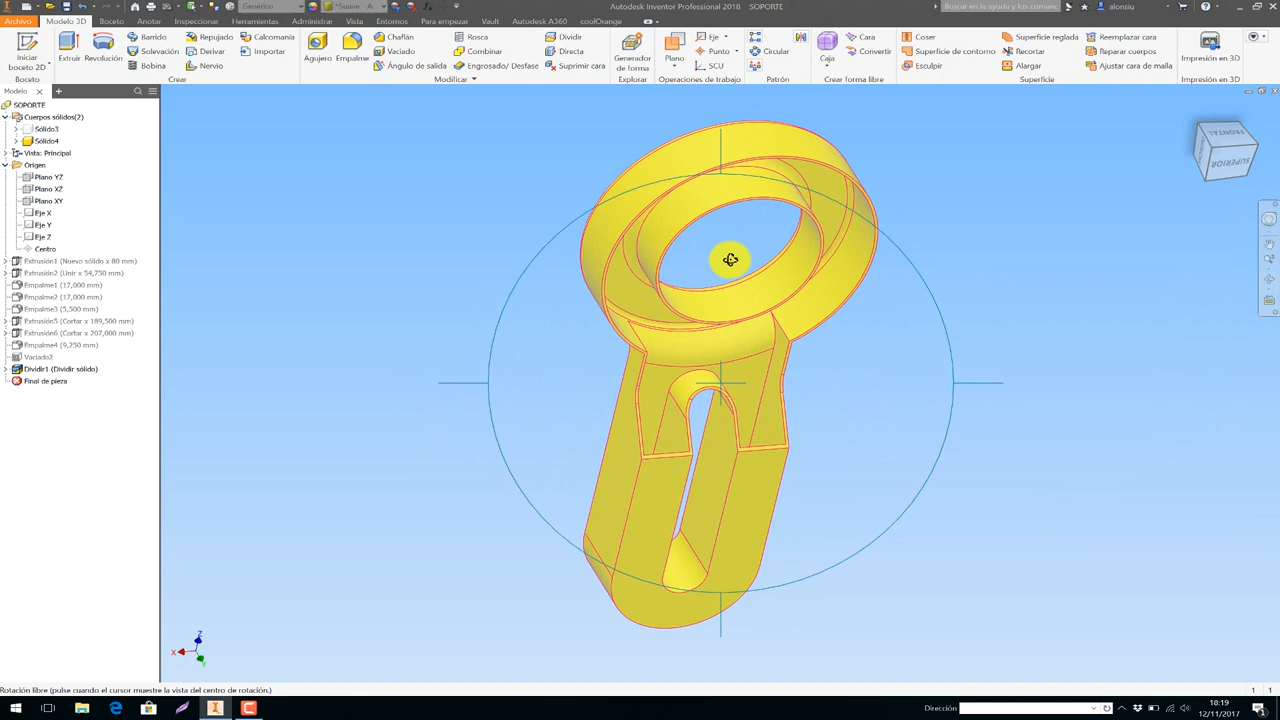 Genérico
*Suave - A
Autodesk Inventor Professional 2018   SOPORTE
Buscar en la ayuda y los coman
alonsiu
Archivo
Modelo 3D
Boceto
Anotar
Inspeccionar
Herramientas
Administrar
Vista
Entornos
Para empezar
Vault
Autodesk A360
coolOrange
Iniciar
boceto 2D
Boceto
Extruir
Revolución
Barrido
Solevación
Bobina
Repujado
Derivar
Nervio
Calcomanía
Importar
Crear
Agujero
Empalme
Chaflán
Vaciado
Ángulo de salida
Rosca
Combinar
Engrosado/ Desfase
Dividir
Directa
Suprimir cara
Modificar
Generador
de forma
Explorar
Plano
Eje
Punto
SCU
Operaciones de trabajo
Circular
Patrón
Caja
Cara
Convertir
Crear forma libre
Coser
Superficie de contorno
Esculpir
Superficie reglada
Recortar
Alargar
Reemplazar cara
Reparar cuerpos
Ajustar cara de malla
Superficie
Impresión en 3D
Impresión en 3D
Modelo
SOPORTE
Cuerpos sólidos(2)
Sólido3
Sólido4
Vista: Principal
Origen
Plano YZ
Plano XZ
Plano XY
Eje X
Eje Y
Eje Z
Centro
Extrusión1 (Nuevo sólido x 80 mm)
Extrusión2 (Unir x 54,750 mm)
Empalme1 (17,000 mm)
Empalme2 (17,000 mm)
Empalme3 (5,500 mm)
Extrusión5 (Cortar x 189,500 mm)
Extrusión6 (Cortar x 207,000 mm)
Empalme4 (9,250 mm)
Vaciado2
Dividir1 (Dividir sólido)
Final de pieza
FRONTAL
SUPERIOR
Z
X
Y
Rotación libre (pulse cuando el cursor muestre la vista del centro de rotación.)
1
1
Dirección
18:19
12/11/2017